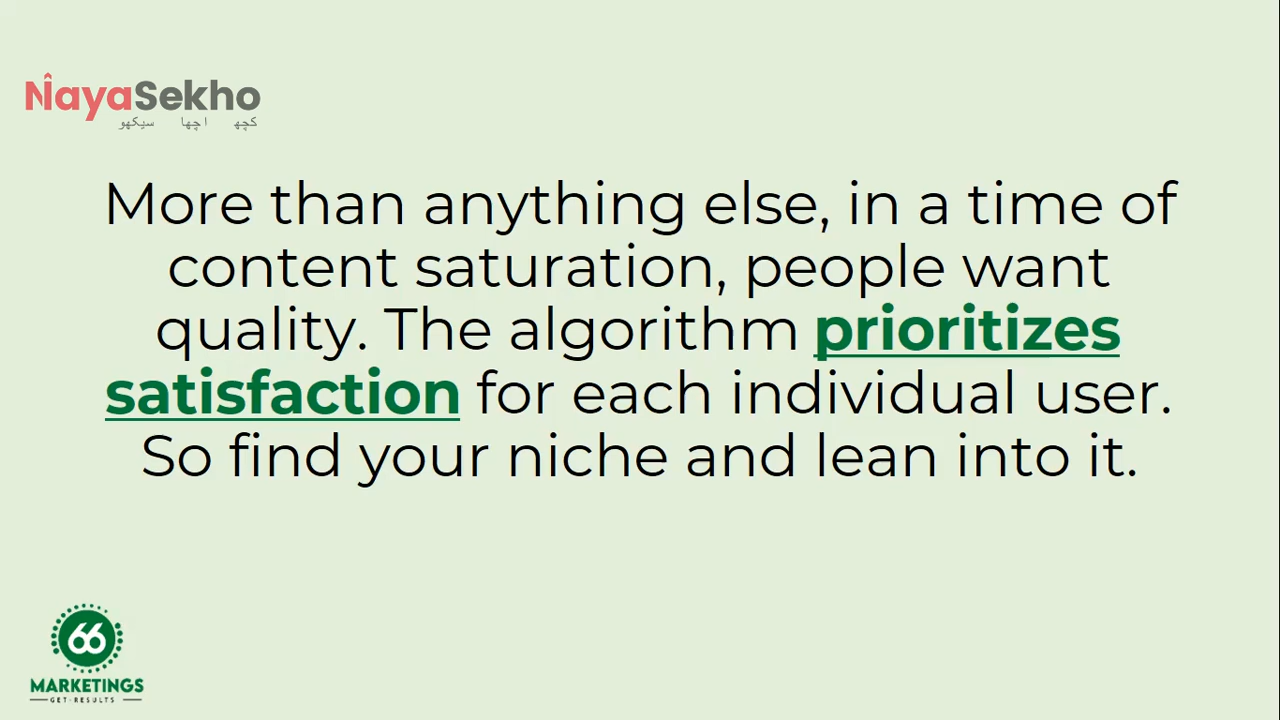 NayaSekho
کچھ اچھا سیکھو
More than anything else, in a time of
content saturation, people want
quality. The algorithm prioritizes
satisfaction for each individual user.
So find your niche and lean into it.
66
MARKETINGS
GET-RESULTS